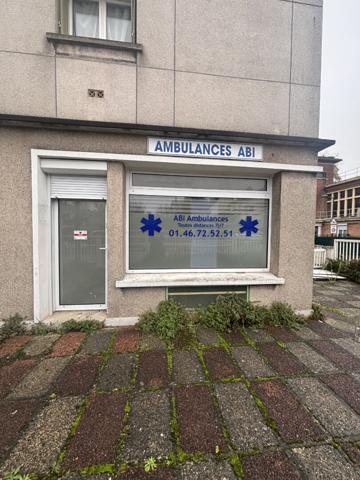 AMBULANCES ABI
ABI Ambulances
Toutes distances 7j/7
01.46.72.52.51